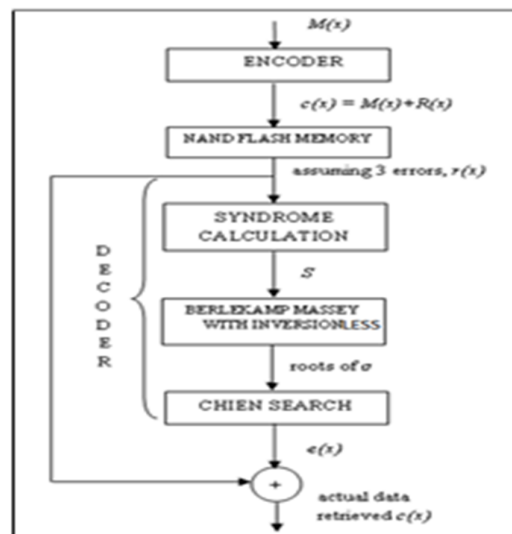 M(x)
ENCODER
c(x) = M(x)+R(x)
NAND FLASH MEMORY
assuming 3 errors, r(x)
SYNDROME
CALCULATION
S
DECODER
BERLEKAMP MASSEY
WITH INVERSIONLESS
roots of σ
CHIEN SEARCH
e(x)
+
actual data
retrieved c(x)